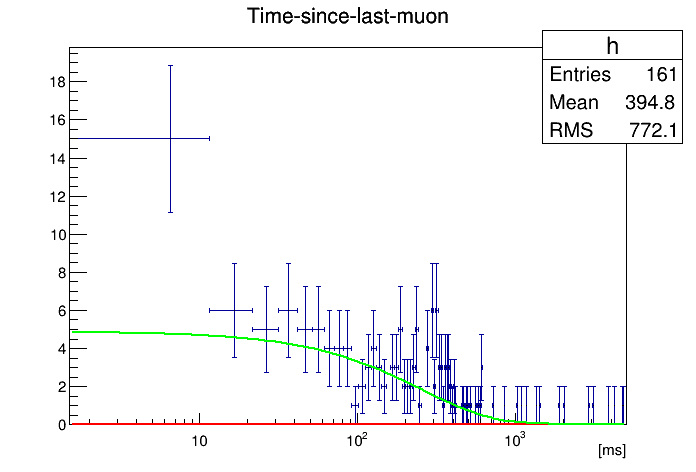 Time-since-last-muon
h
Entries 161
Mean 394.8
RMS 772.1
18
16
14
12
10
8
6
4
2
0
10
10²
10³
[ms]